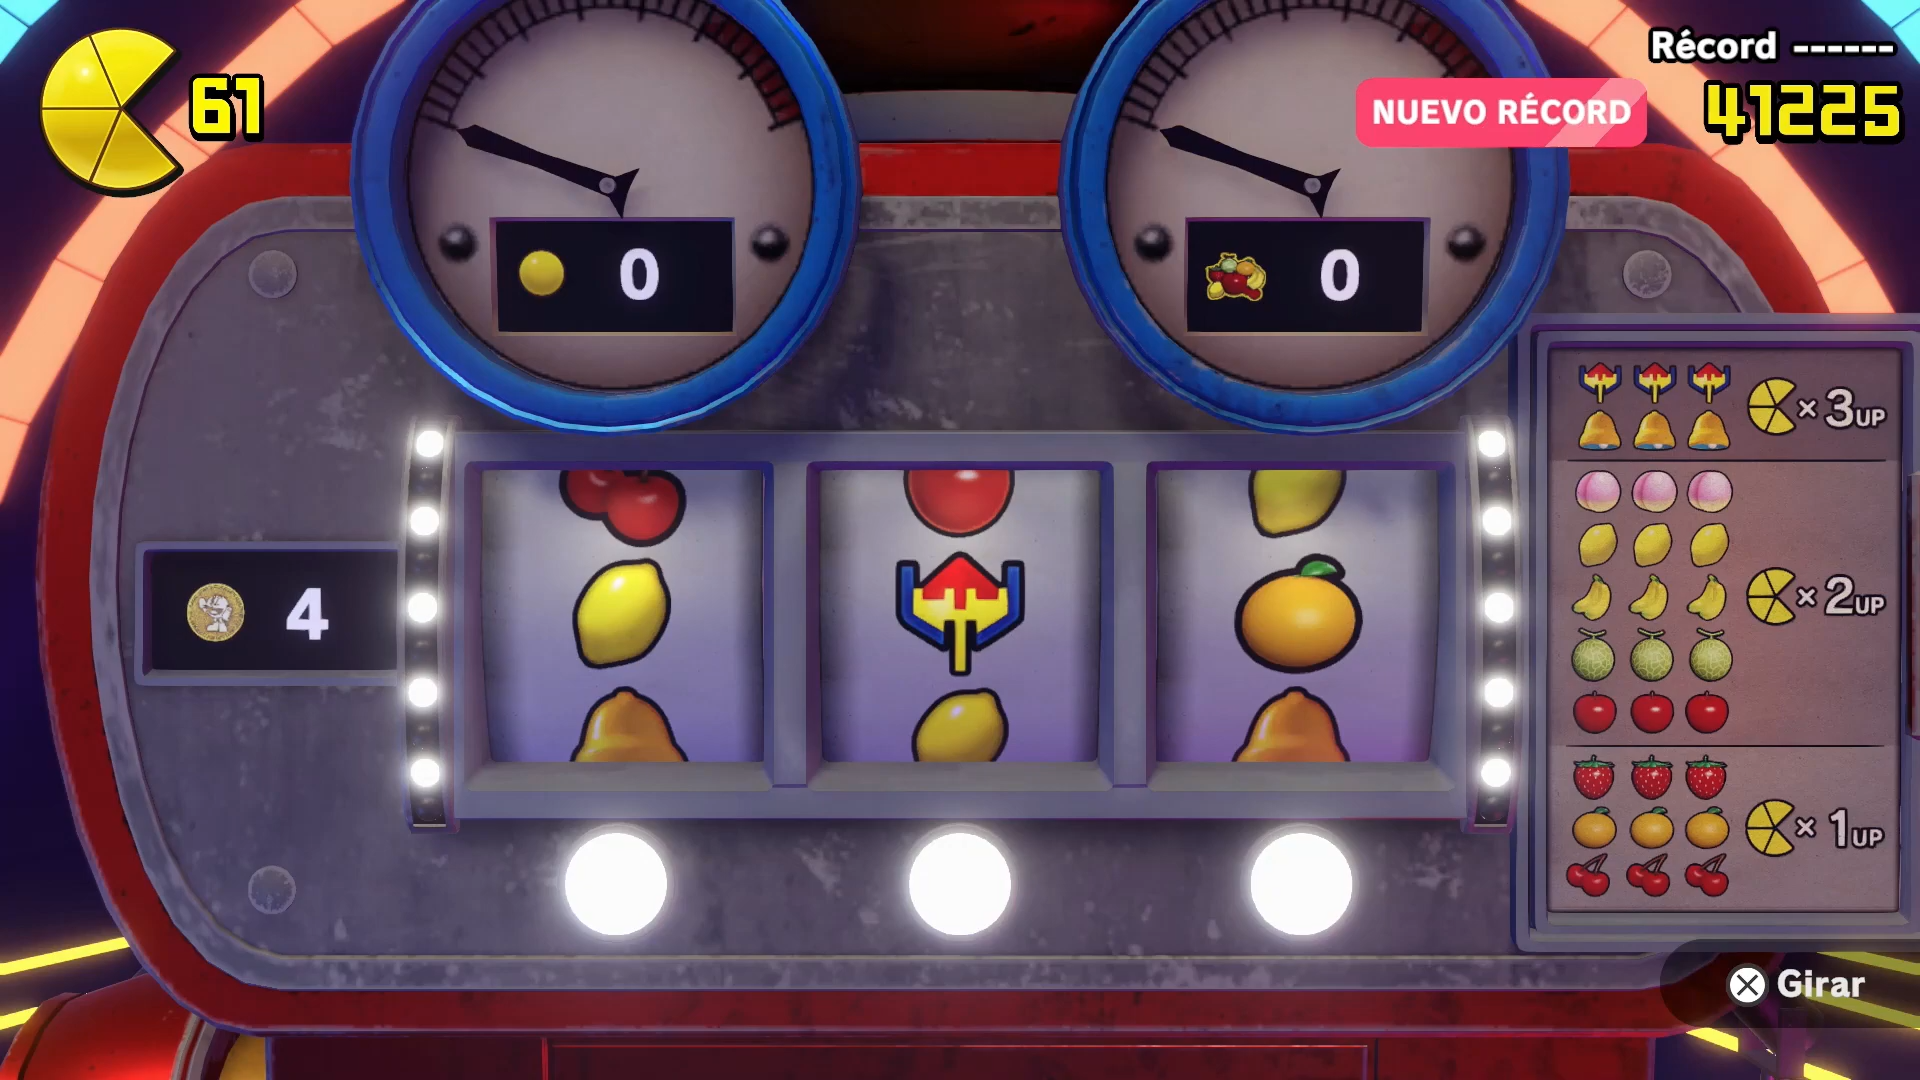 61
Récord ------
NUEVO RÉCORD
41225
0
0
4
× 3UP
× 2UP
× 1UP
Girar